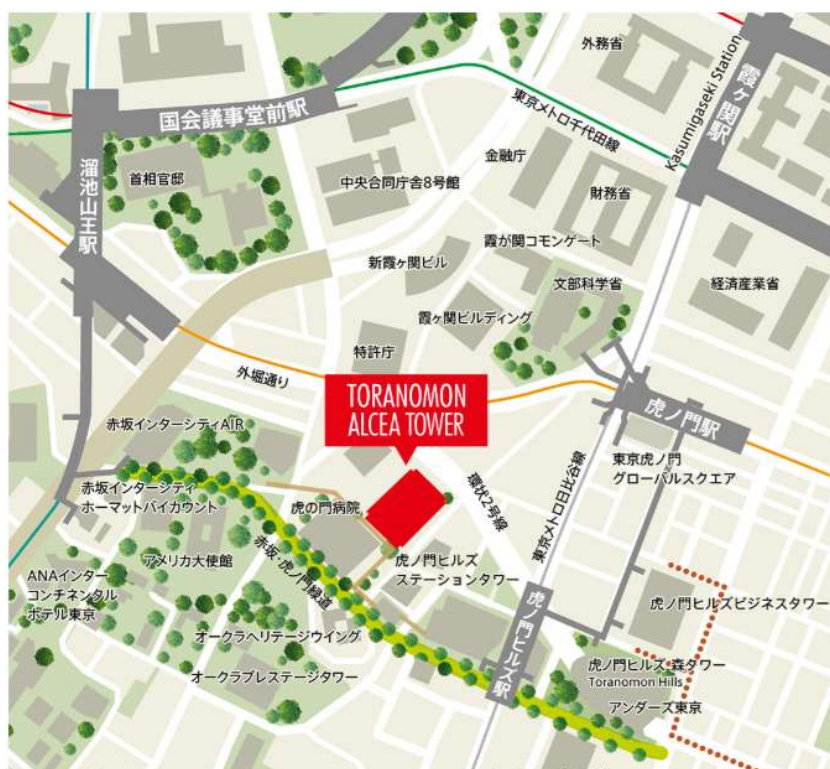 外務省
Kasumigaseki Station
霞ヶ関駅
国会議事堂前駅
東京メトロ千代田線
金融庁
首相官邸
中央合同庁舎8号館
財務省
溜池山王駅
霞が関コモンゲート
新霞ヶ関ビル
文部科学省
経済産業省
霞ヶ関ビルディング
特許庁
外堀通り
TORANOMON
ALCEA TOWER
虎ノ門駅
赤坂インターシティAIR
東京虎ノ門
グローバルスクエア
環状2号線
東京メトロ日比谷線
赤坂インターシティ
ホーマットバイカウント
虎の門病院
アメリカ大使館
赤坂・虎ノ門緑道
虎ノ門ヒルズ
ステーションタワー
ANAインター
コンチネンタル
ホテル東京
虎ノ門ヒルズビジネスタワー
オークラヘリテージウイング
虎ノ門ヒルズ駅
オークラプレステージタワー
虎ノ門ヒルズ 森タワー
Toranomon Hills
アンダーズ東京